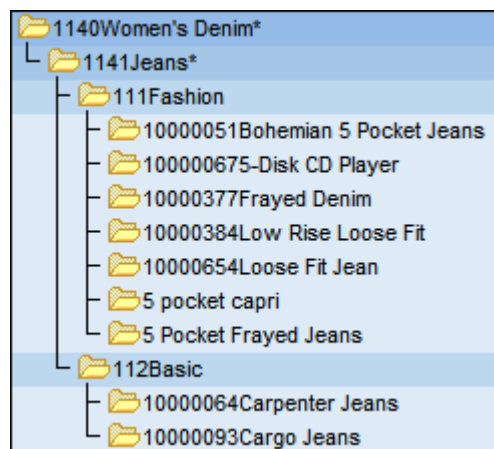 1140Women's Denim*
1141Jeans*
111Fashion
10000051Bohemian 5 Pocket Jeans
100000675-Disk CD Player
10000377Frayed Denim
10000384Low Rise Loose Fit
10000654Loose Fit Jean
5 pocket capri
5 Pocket Frayed Jeans
112Basic
10000064Carpenter Jeans
10000093Cargo Jeans